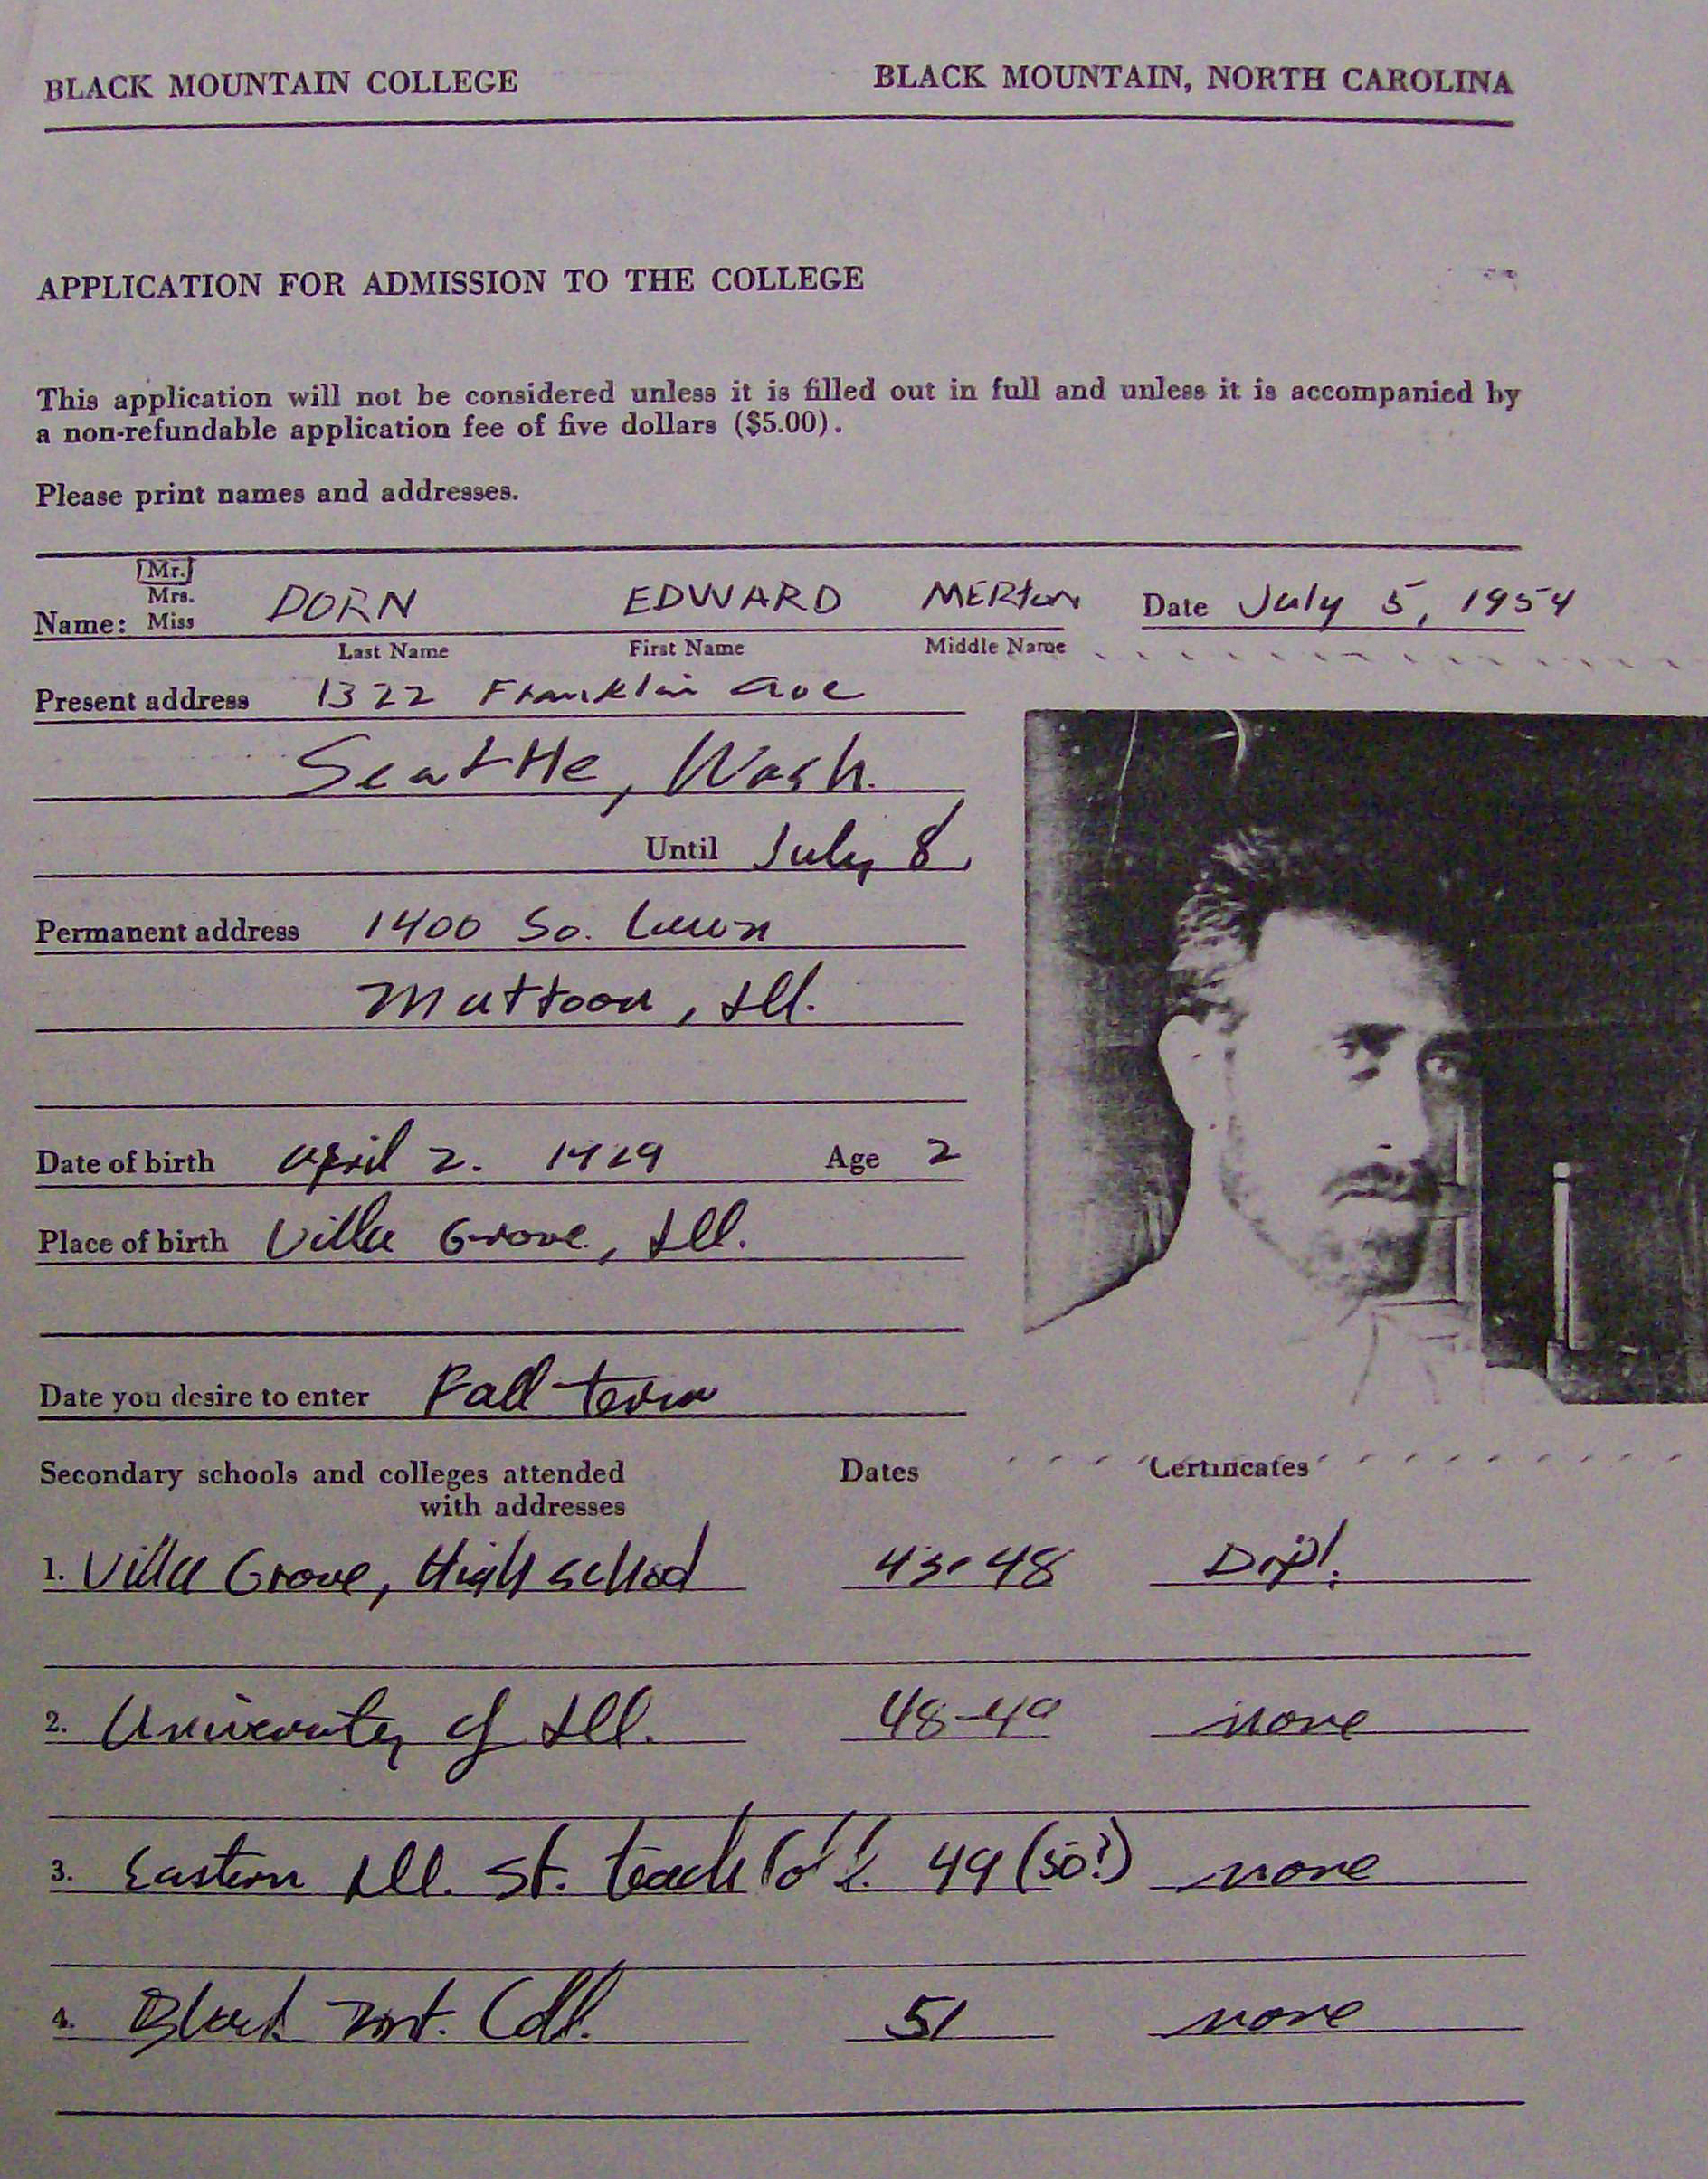 BLACK MOUNTAIN COLLEGE BLACK MOUNTAIN, NORTH CAROLINA
APPLICATION FOR ADMISSION TO THE COLLEGE
This application will not be considered unless it is filled out in full and unless it is accompanied by
a non-refundable application fee of five dollars ($5.00).
Please print names and addresses.
Mr.
Mrs.
Name: Miss DORN EDWARD MERton Date July 5, 1954
Last Name First Name Middle Name
Present address 1322 Franklin ave
Seattle, Wash.
Until July 8,
Permanent address 1400 So.
Mattoon, Ill.
Date of birth April 2. 1929 Age 2
Place of birth Villa Grove, Ill.
Date you desire to enter Fall term
Secondary schools and colleges attended Dates Certificates
with addresses
1. Villa Grove, High school 43-48 Dipl.
2. University of Ill. 48-49 none
3. Eastern Ill. St. teach Coll. 49 (50?) none
4. Black Mt. Coll. 51 none